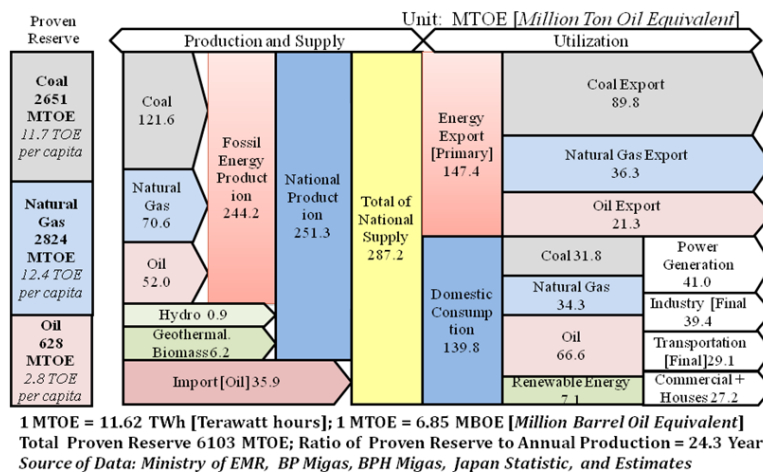 Proven
Reserve
Unit: MTOE [Million Ton Oil Equivalent]
Production and Supply
Utilization
Coal
2651
MTOE
11.7 TOE
per capita
Natural
Gas
2824
MTOE
12.4 TOE
per capita
Oil
628
MTOE
2.8 TOE
per capita
Coal
121.6
Natural
Gas
70.6
Oil
52.0
Hydro 0.9
Geothermal.
Biomass6.2
Import [Oil] 35.9
Fossil
Energy
Product
ion
244.2
National
Product
ion
251.3
Total of
National
Supply
287.2
Energy
Export
[Primary]
147.4
Domestic
Consump
tion
139.8
Coal Export
89.8
Natural Gas Export
36.3
Oil Export
21.3
Coal 31.8
Natural Gas
34.3
Oil
66.6
Renewable Energy
7.1
Power
Generation
41.0
Industry [Final
39.4
Transportation
[Final]29.1
Commercial +
Houses 27.2
1 MTOE = 11.62 TWh [Terawatt hours]; 1 MTOE = 6.85 MBOE [Million Barrel Oil Equivalent]
Total Proven Reserve 6103 MTOE; Ratio of Proven Reserve to Annual Production = 24.3 Year
Source of Data: Ministry of EMR, BP Migas, BPH Migas, Japan Statistic, and Estimates